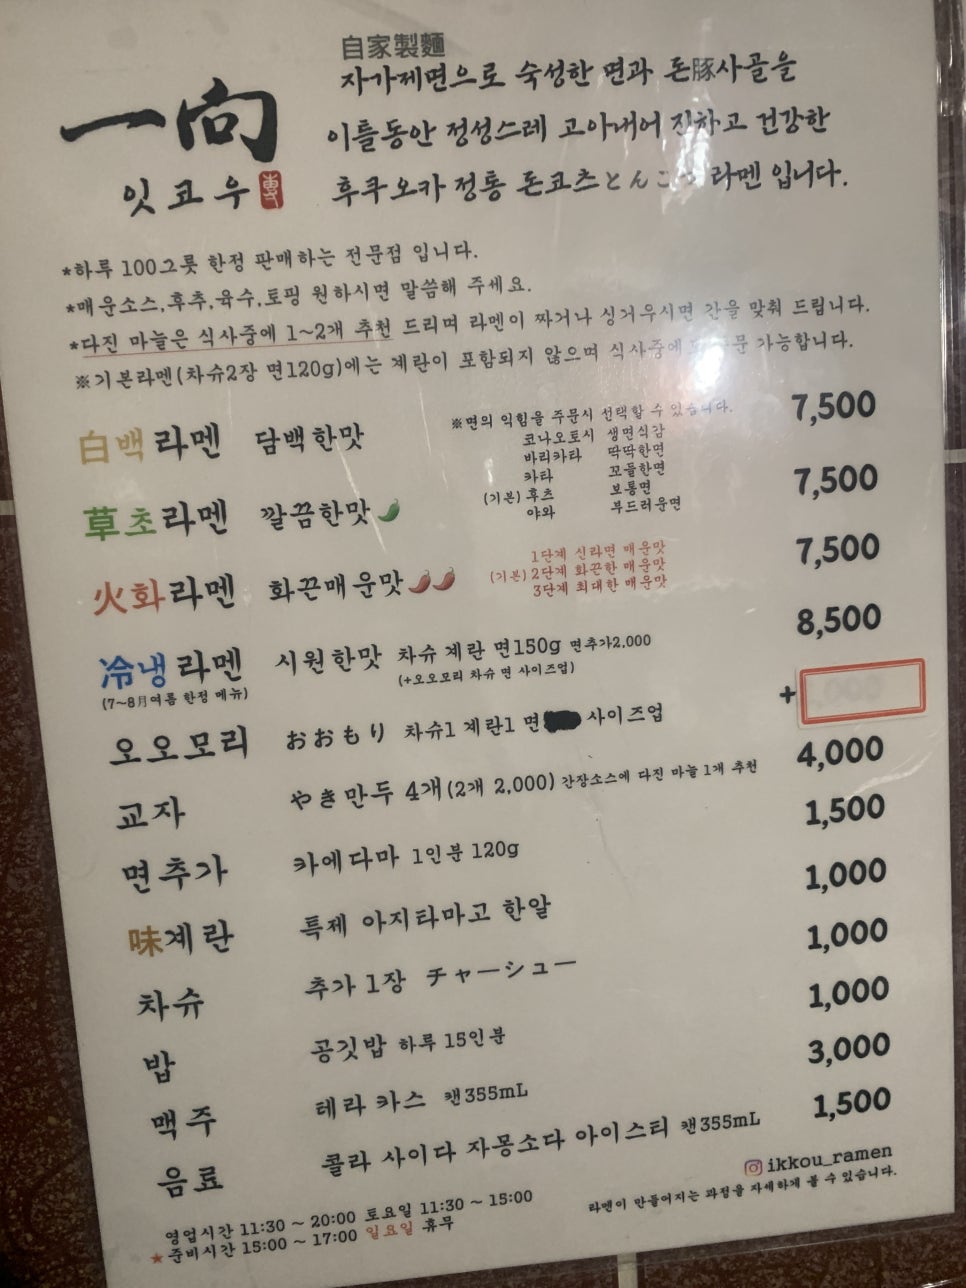 自家製麵
一向
잇쿄우 専
자가제면으로 숙성한 면과 돈豚사골을
이틀동안 정성스레 고아내어 진하고 건강한
후쿠오카 정통 돈코츠とんこつ 라멘 입니다.
*하루 100그릇 한정 판매하는 전문점 입니다.
*매운소스,후추,육수,토핑 원하시면 말씀해 주세요.
*다진 마늘은 식사중에 1~2개 추천 드리며 라멘이 짜거나 싱거우시면 간을 맞춰 드립니다.
※기본라멘(차슈2장 면120g)에는 계란이 포함되지 않으며 식사중에 주문 가능합니다.
白백라멘 담백한맛 7,500
※면의 익힘을 주문시 선택할 수 있습니다.
코나오토시 생면식감
바리카타 딱딱한면
카타 꼬들한면
(기본) 후츠 보통면
야와 부드러운면
草초라멘 깔끔한맛 7,500
火화라멘 화끈매운맛 7,500
1단계 신라면 매운맛
(기본) 2단계 화끈한 매운맛
3단계 최대한 매운맛
冷냉라멘 시원한맛 차슈 계란 면150g 면추가2,000 8,500
(7~8月여름 한정 메뉴) (+오오모리 차슈 면 사이즈업)
오오모리 おおもり 차슈1 계란1 면 사이즈업 +
교자 やき만두 4개(2개 2,000) 간장소스에 다진 마늘 1개 추천 4,000
면추가 카에다마 1인분 120g 1,500
味계란 특제 아지타마고 한알 1,000
차슈 추가 1장 チャーシュー 1,000
밥 공깃밥 하루 15인분 1,000
맥주 테라 카스 캔355mL 3,000
음료 콜라 사이다 자몽소다 아이스티 캔355mL 1,500
ikkou_ramen
라멘이 만들어지는 과정을 자세하게 볼 수 있습니다.
영업시간 11:30 ~ 20:00 토요일 11:30 ~ 15:00
★준비시간 15:00 ~ 17:00 일요일 휴무